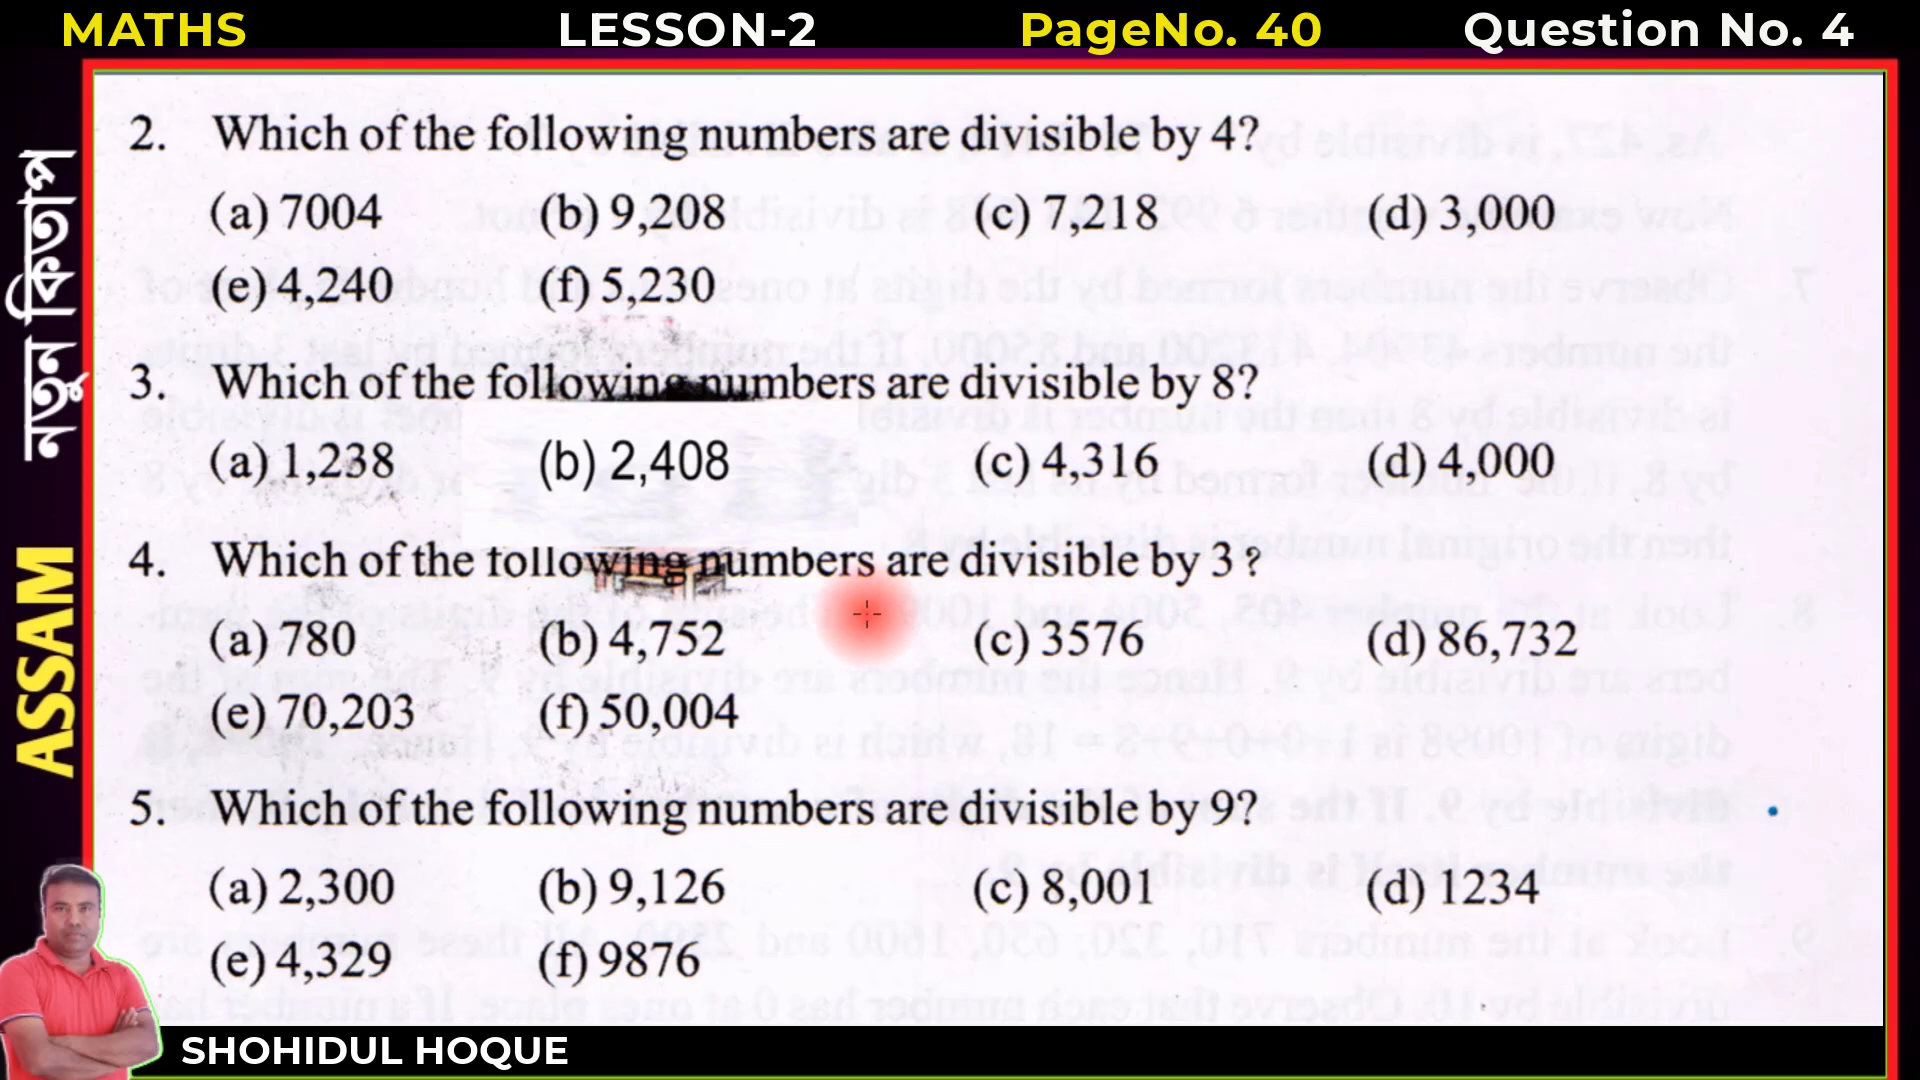 MATHS LESSON-2 PageNo. 40 Question No. 4
নতুন কিতাপ
ASSAM
2. Which of the following numbers are divisible by 4?
(a) 7004 (b) 9,208 (c) 7,218 (d) 3,000
(e) 4,240 (f) 5,230
3. Which of the following numbers are divisible by 8?
(a) 1,238 (b) 2,408 (c) 4,316 (d) 4,000
4. Which of the following numbers are divisible by 3?
(a) 780 (b) 4,752 (c) 3576 (d) 86,732
(e) 70,203 (f) 50,004
5. Which of the following numbers are divisible by 9?
(a) 2,300 (b) 9,126 (c) 8,001 (d) 1234
(e) 4,329 (f) 9876
SHOHIDUL HOQUE